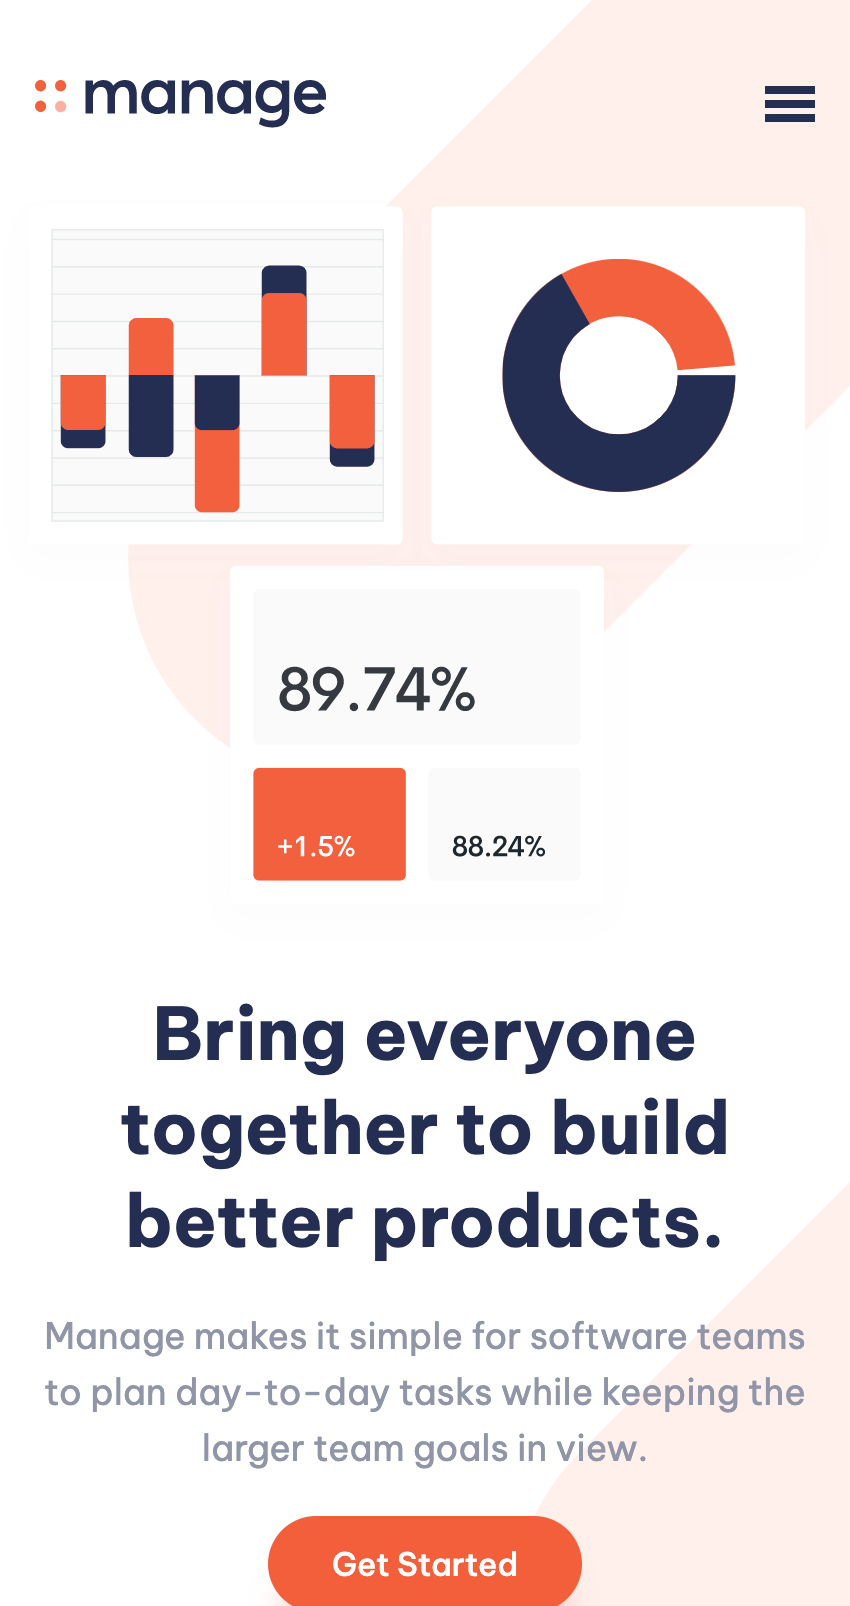 manage
89.74%
+1.5%
88.24%
Bring everyone
together to build
better products.
Manage makes it simple for software teams
to plan day-to-day tasks while keeping the
larger team goals in view.
Get Started